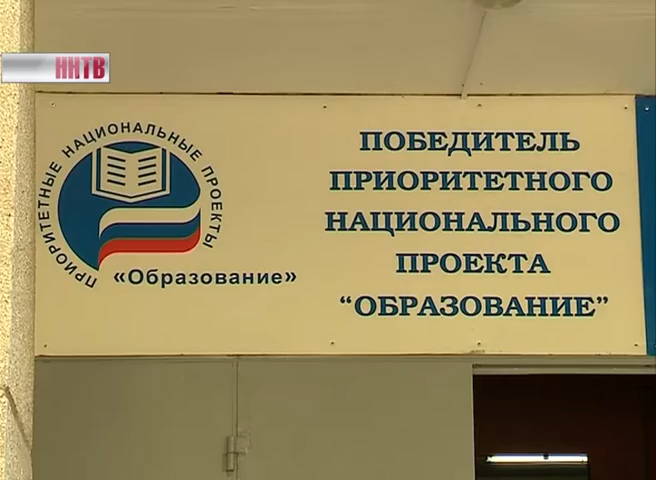 ННТВ
ПРИОРИТЕТНЫЕ НАЦИОНАЛЬНЫЕ ПРОЕКТЫ
«Образование»
ПОБЕДИТЕЛЬ
ПРИОРИТЕТНОГО
НАЦИОНАЛЬНОГО
ПРОЕКТА
“ОБРАЗОВАНИЕ”